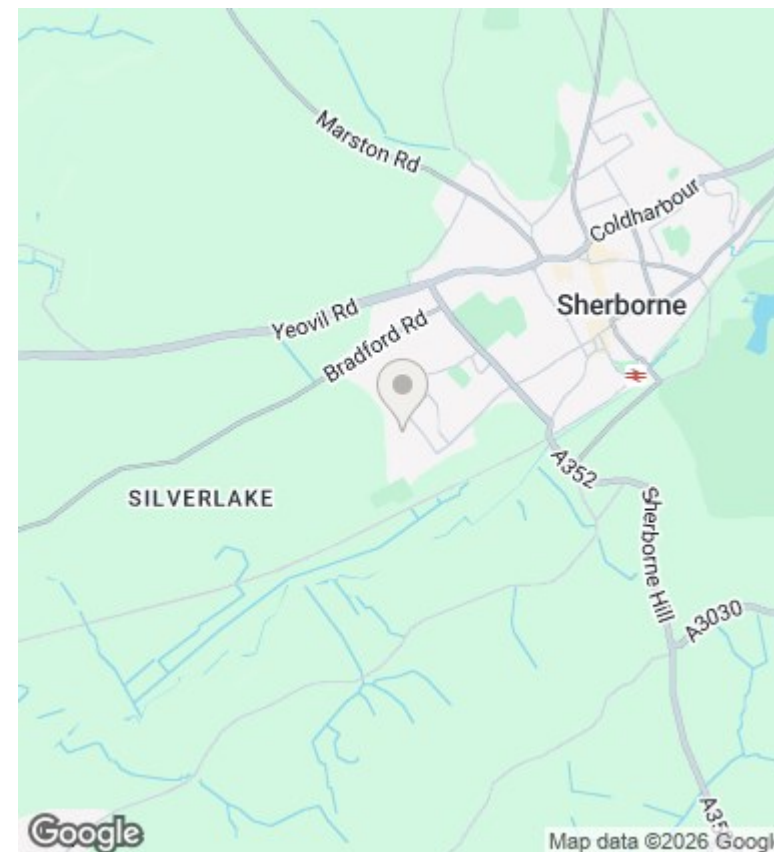 Marston Rd
Coldharbour
Yeovil Rd
Sherborne
Bradford Rd
A352
SILVERLAKE
Sherborne Hill
A3030
Google
Map data ©2026 Googl